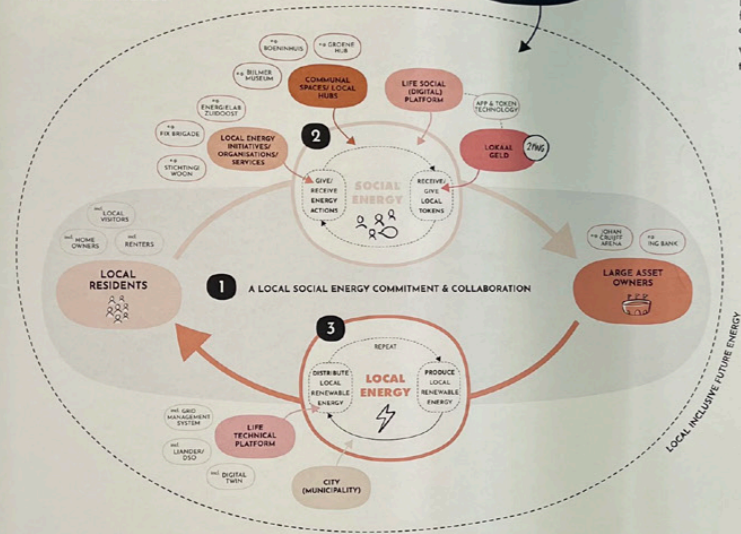 e.g.
BOENINHUIS
e.g.
GROENE
HUB
e.g.
BIJLMER
MUSEUM
COMMUNAL
SPACES/ LOCAL
HUBS
LIFE SOCIAL
(DIGITAL)
PLATFORM
e.g.
ENERGIELAB
ZUIDOOST
APP & TOKEN
TECHNOLOGY
e.g.
FIX BRIGADE
LOCAL ENERGY
INITIATIVES/
ORGANISATIONS/
SERVICES
2
LOKAAL
GELD
e.g.
STICHTING!
WOON
GIVE/
RECEIVE
ENERGY
ACTIONS
SOCIAL
ENERGY
RECEIVE/
GIVE
LOCAL
TOKENS
incl.
LOCAL
VISITORS
incl.
HOME
OWNERS
incl.
RENTERS
e.g.
JOHAN
CRUIJFF
ARENA
e.g.
ING BANK
LOCAL
RESIDENTS
1
A LOCAL SOCIAL ENERGY COMMITMENT & COLLABORATION
LARGE ASSET
OWNERS
3
REPEAT
DISTRIBUTE
LOCAL
RENEWABLE
ENERGY
LOCAL
ENERGY
PRODUCE
LOCAL
RENEWABLE
ENERGY
incl.
GRID
MANAGEMENT
SYSTEM
LIFE
TECHNICAL
PLATFORM
incl.
LIANDER/
DSO
incl.
DIGITAL
TWIN
CITY
(MUNICIPALITY)
LOCAL INCLUSIVE FUTURE ENERGY